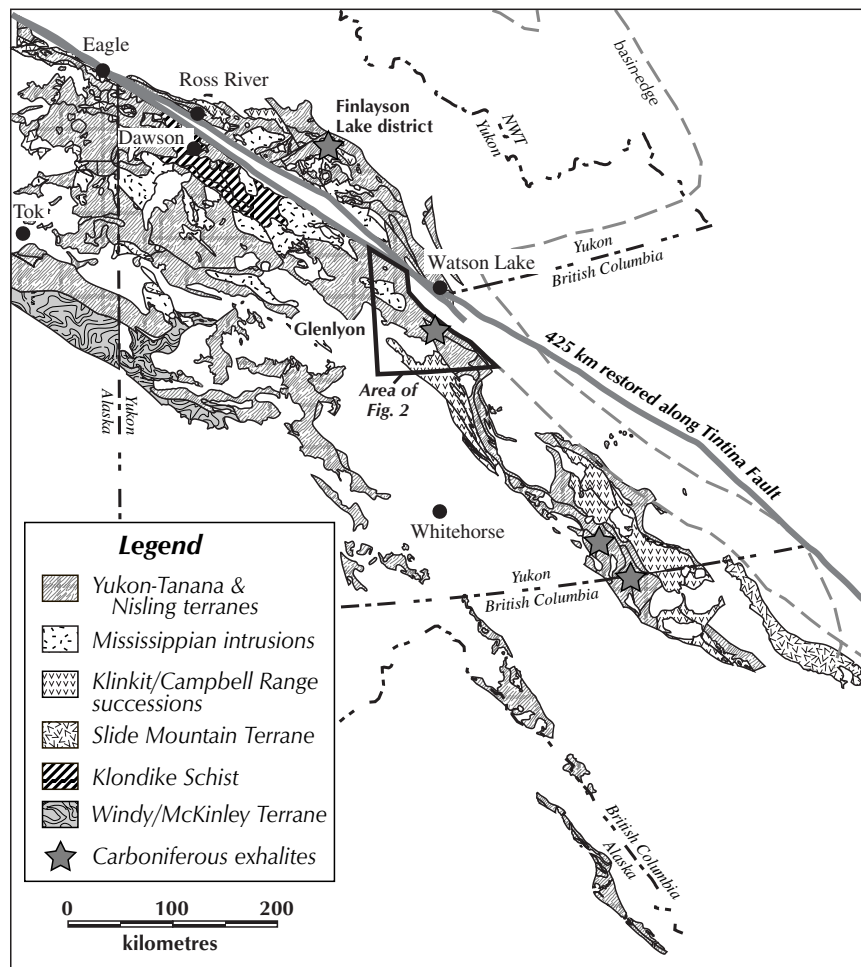 Eagle
Ross River
Finlayson
Lake district
Dawson
Tok
basin-edge
NWT
Yukon
Yukon
British Columbia
Watson Lake
Glenlyon
Area of
Fig. 2
425 km restored along Tintina Fault
Yukon
Alaska
Whitehorse
Yukon
British Columbia
Legend
Yukon-Tanana &
Nisling terranes
Mississippian intrusions
Klinkit/Campbell Range
successions
Slide Mountain Terrane
Klondike Schist
Windy/McKinley Terrane
Carboniferous exhalites
British Columbia
Alaska
0 100 200
kilometres